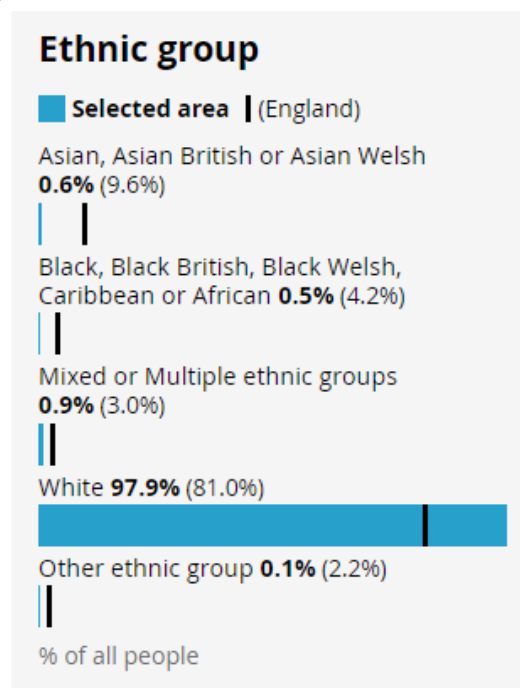 Ethnic group
Selected area (England)
Asian, Asian British or Asian Welsh
0.6% (9.6%)
Black, Black British, Black Welsh,
Caribbean or African 0.5% (4.2%)
Mixed or Multiple ethnic groups
0.9% (3.0%)
White 97.9% (81.0%)
Other ethnic group 0.1% (2.2%)
% of all people